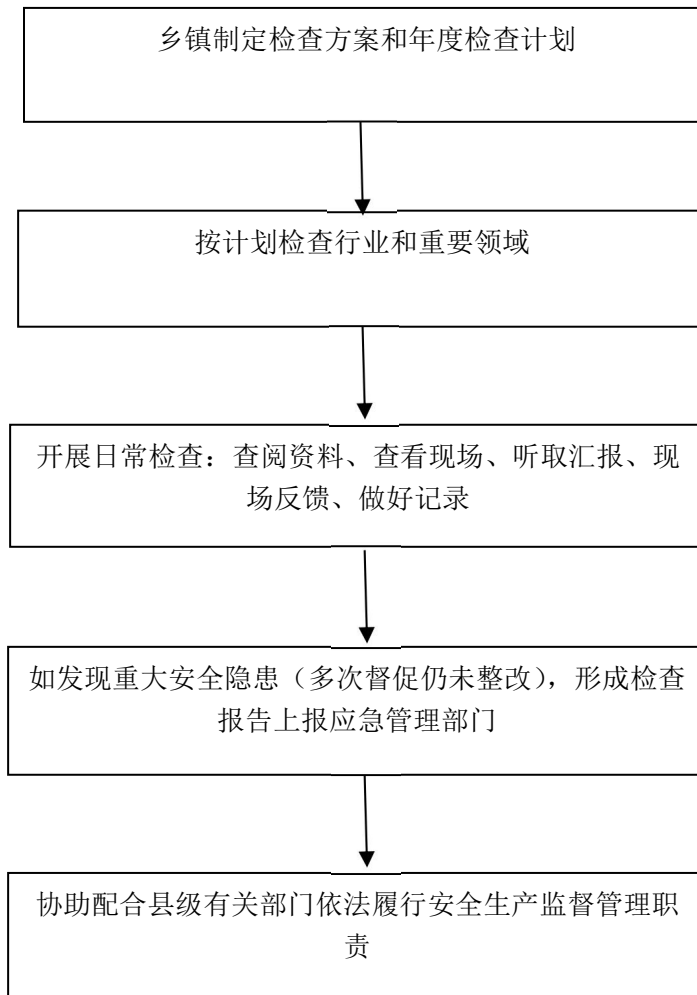 乡镇制定检查方案和年度检查计划
按计划检查行业和重要领域
开展日常检查：查阅资料、查看现场、听取汇报、现
场反馈、做好记录
如发现重大安全隐患（多次督促仍未整改），形成检查
报告上报应急管理部门
协助配合县级有关部门依法履行安全生产监督管理职
责